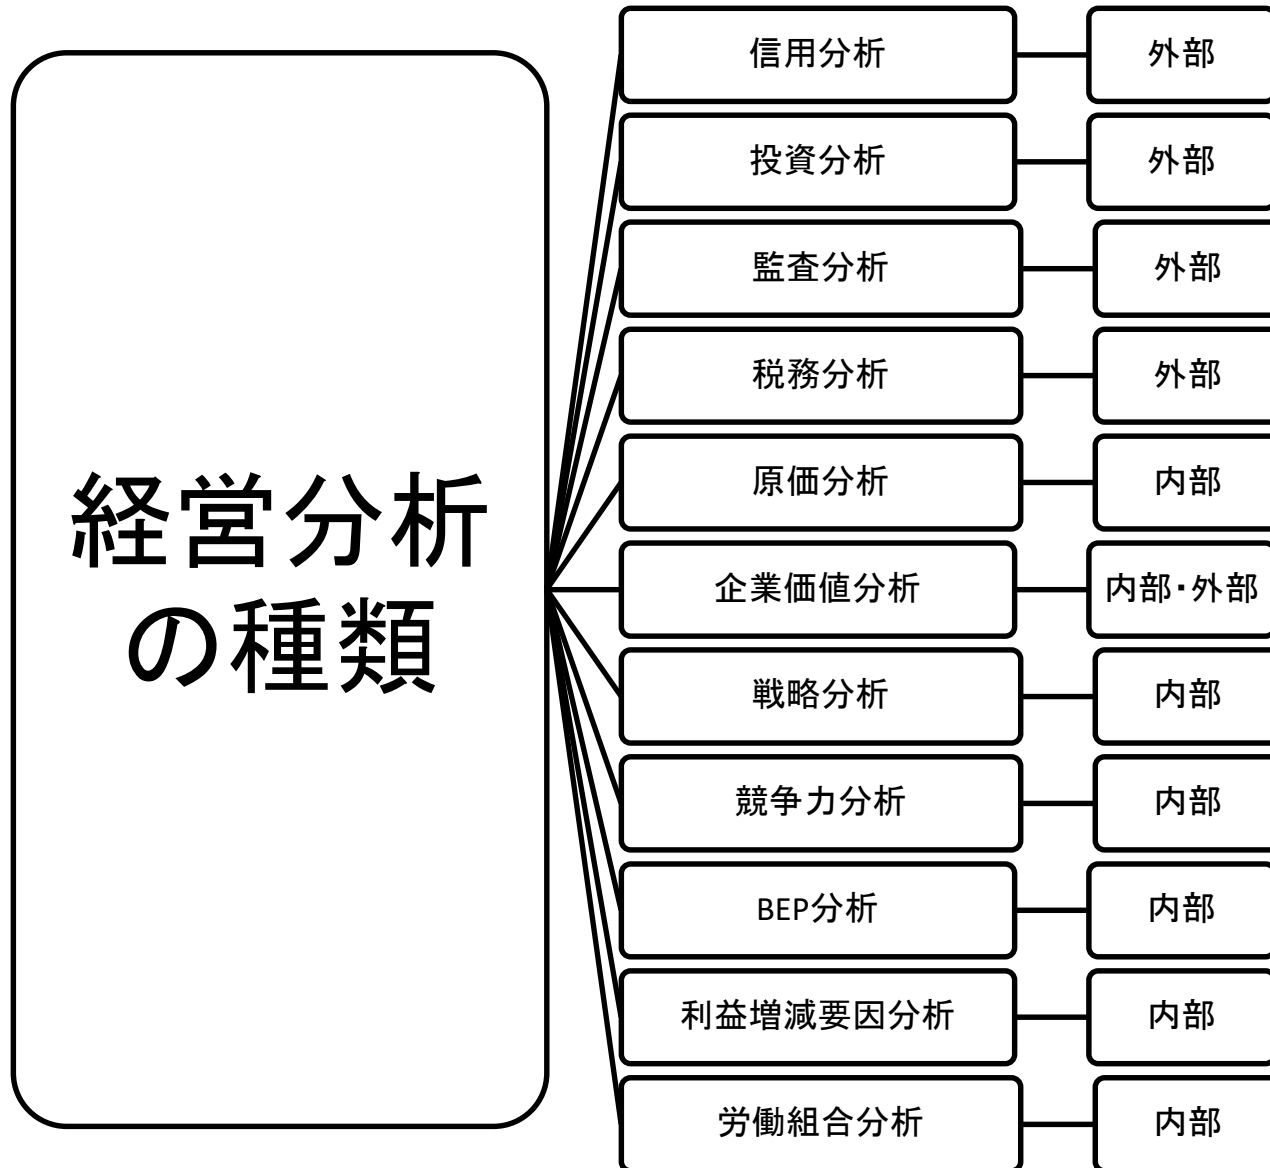 経営分析
の種類
信用分析
外部
投資分析
外部
監査分析
外部
税務分析
外部
原価分析
内部
企業価値分析
内部・外部
戦略分析
内部
競争力分析
内部
BEP分析
内部
利益増減要因分析
内部
労働組合分析
内部